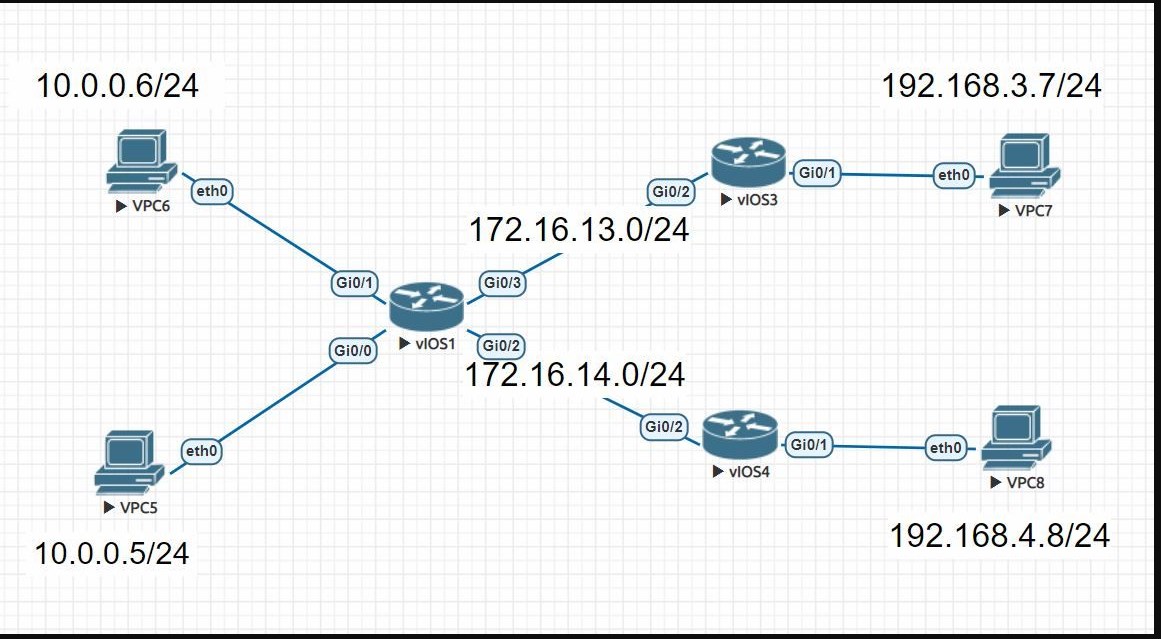 10.0.0.6/24
192.168.3.7/24
eth0
VPC6
Gi0/1
eth0
Gi0/2
vIOS3
VPC7
172.16.13.0/24
Gi0/1
Gi0/3
vIOS1
Gi0/0
Gi0/2
172.16.14.0/24
Gi0/2
eth0
Gi0/1
eth0
vIOS4
VPC8
VPC5
10.0.0.5/24
192.168.4.8/24